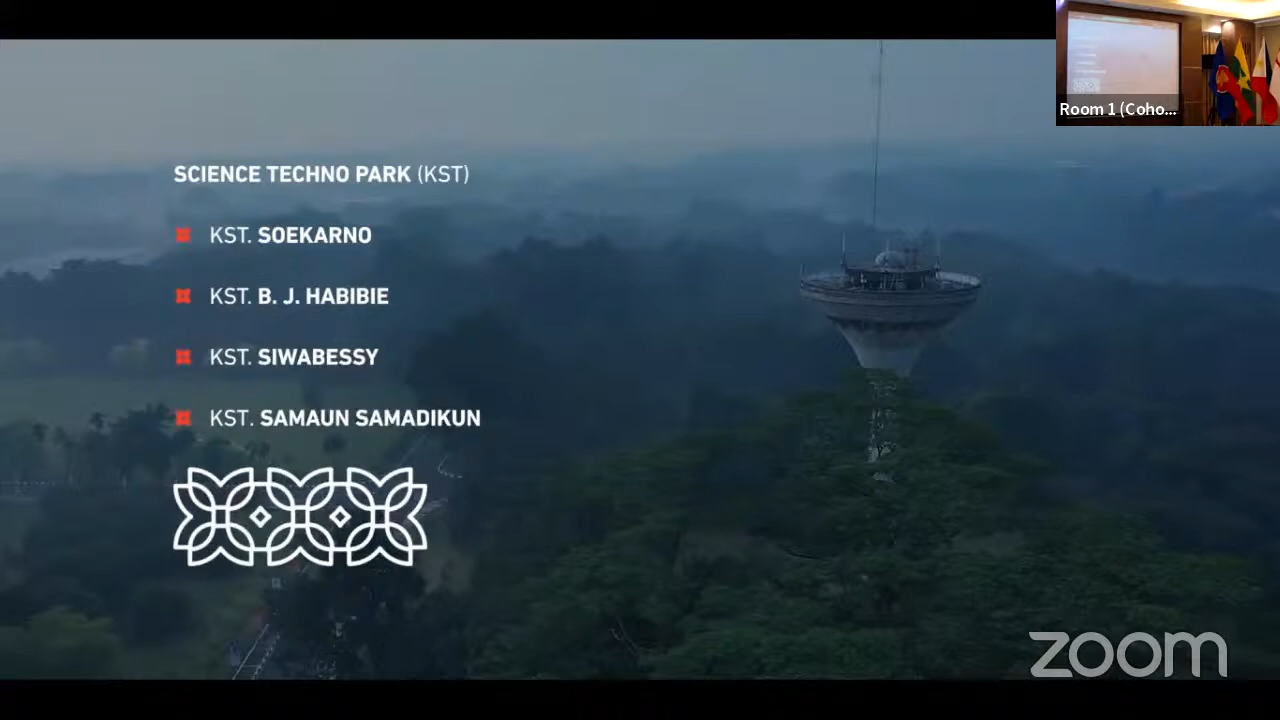 SCIENCE TECHNO PARK (KST)
KST. SOEKARNO
KST. B. J. HABIBIE
KST. SIWABESSY
KST. SAMAUN SAMADIKUN
Room 1 (Coho...
zoom